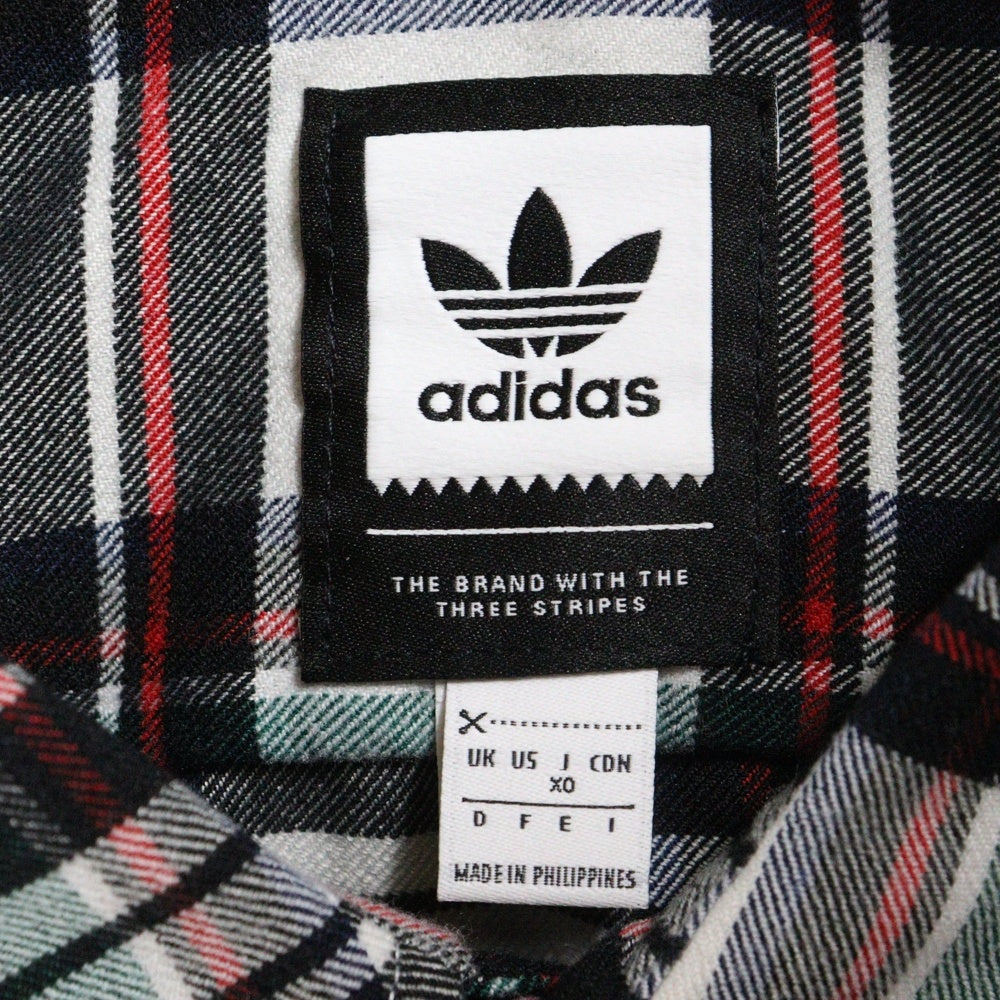 adidas
THE BRAND WITH THE
THREE STRIPES
UK US J CDN
XO
D F E I
MADE IN PHILIPPINES